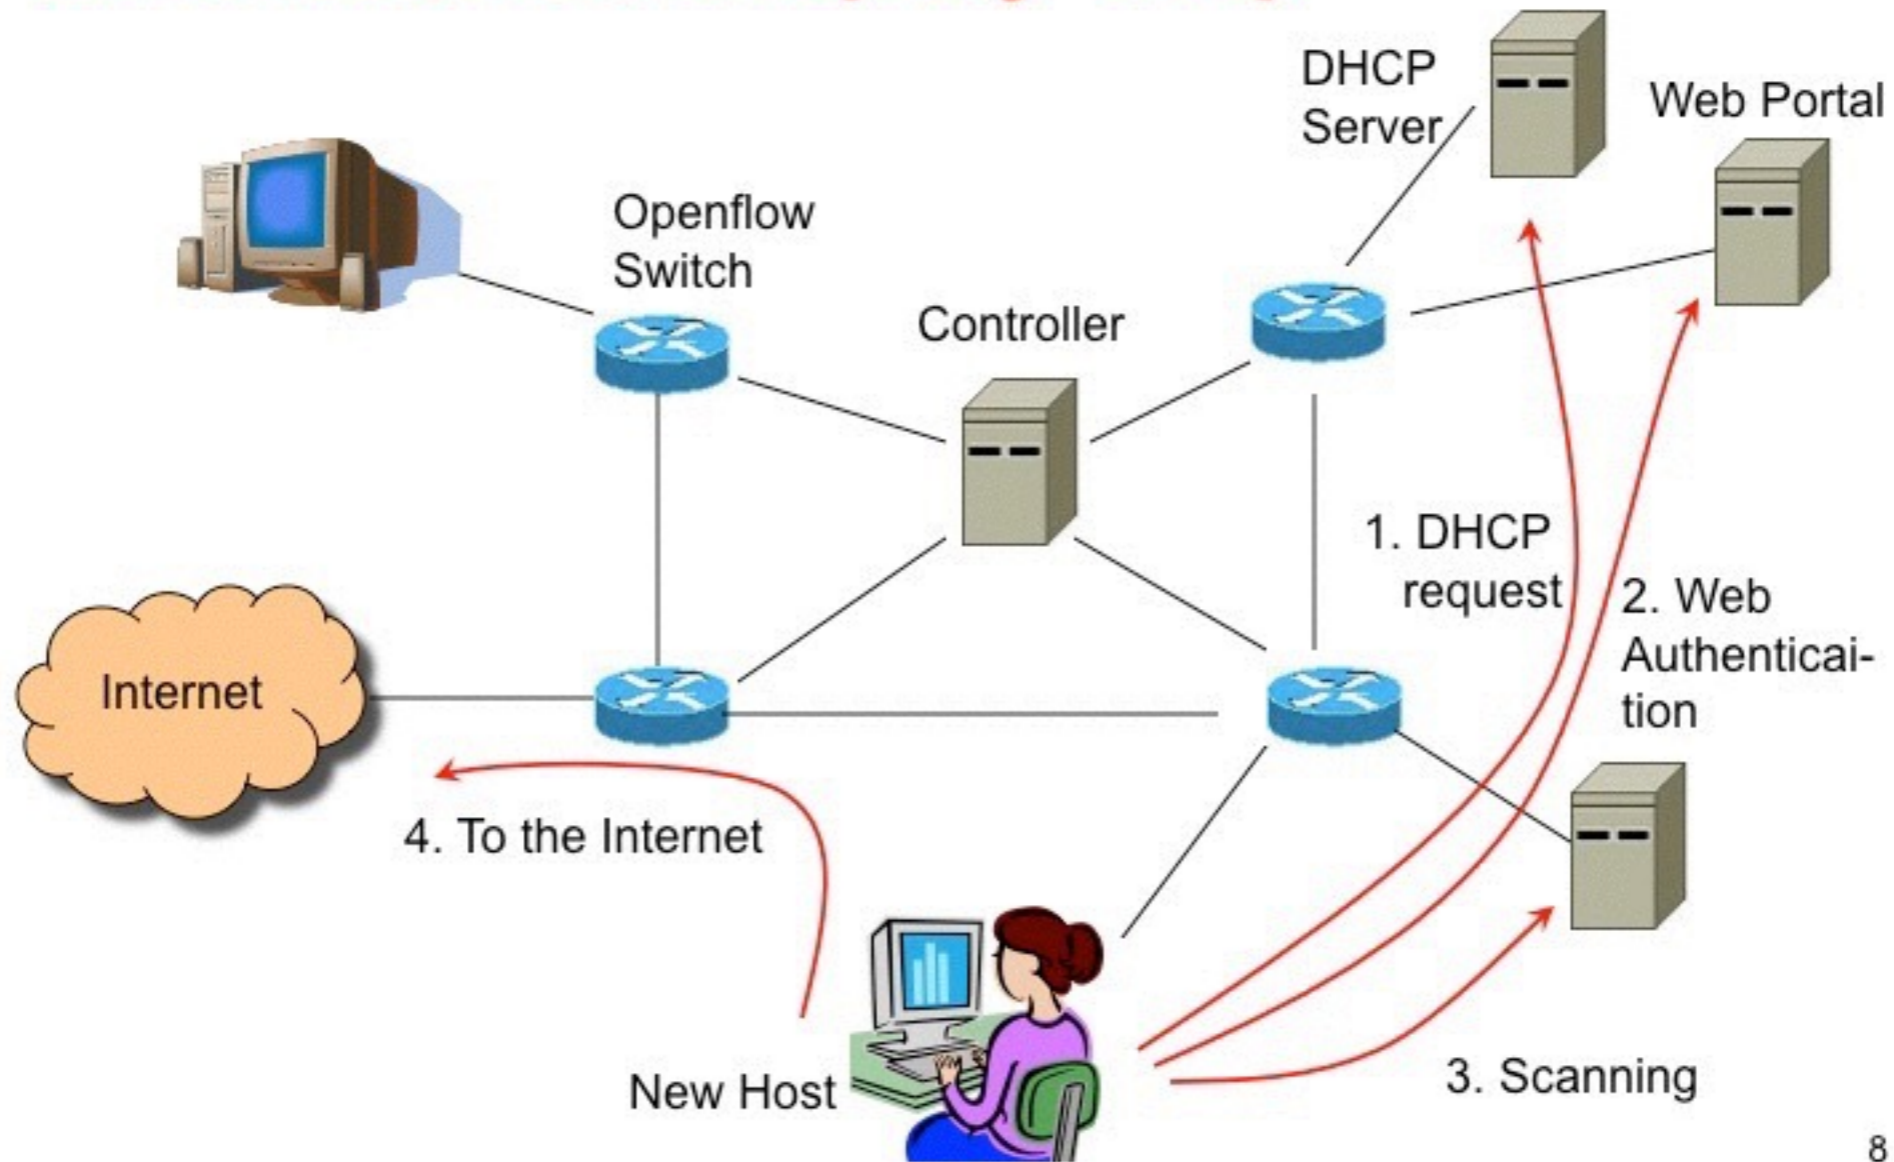 DHCP
Server
Web Portal
Openflow
Switch
Controller
1. DHCP
request
2. Web
Authenticai-
tion
Internet
4. To the Internet
New Host
3. Scanning
8